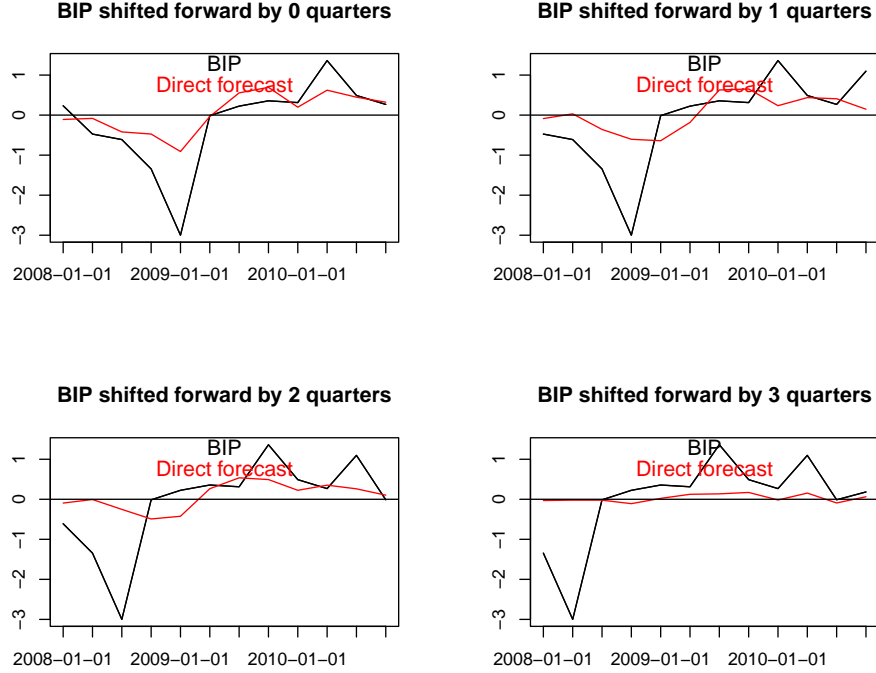 BIP shifted forward by 0 quarters
BIP
Direct forecast
1
0
−1
−2
−3
2008−01−01 2009−01−01 2010−01−01
BIP shifted forward by 1 quarters
BIP
Direct forecast
1
0
−1
−2
−3
2008−01−01 2009−01−01 2010−01−01
BIP shifted forward by 2 quarters
BIP
Direct forecast
1
0
−1
−2
−3
2008−01−01 2009−01−01 2010−01−01
BIP shifted forward by 3 quarters
BIP
Direct forecast
1
0
−1
−2
−3
2008−01−01 2009−01−01 2010−01−01